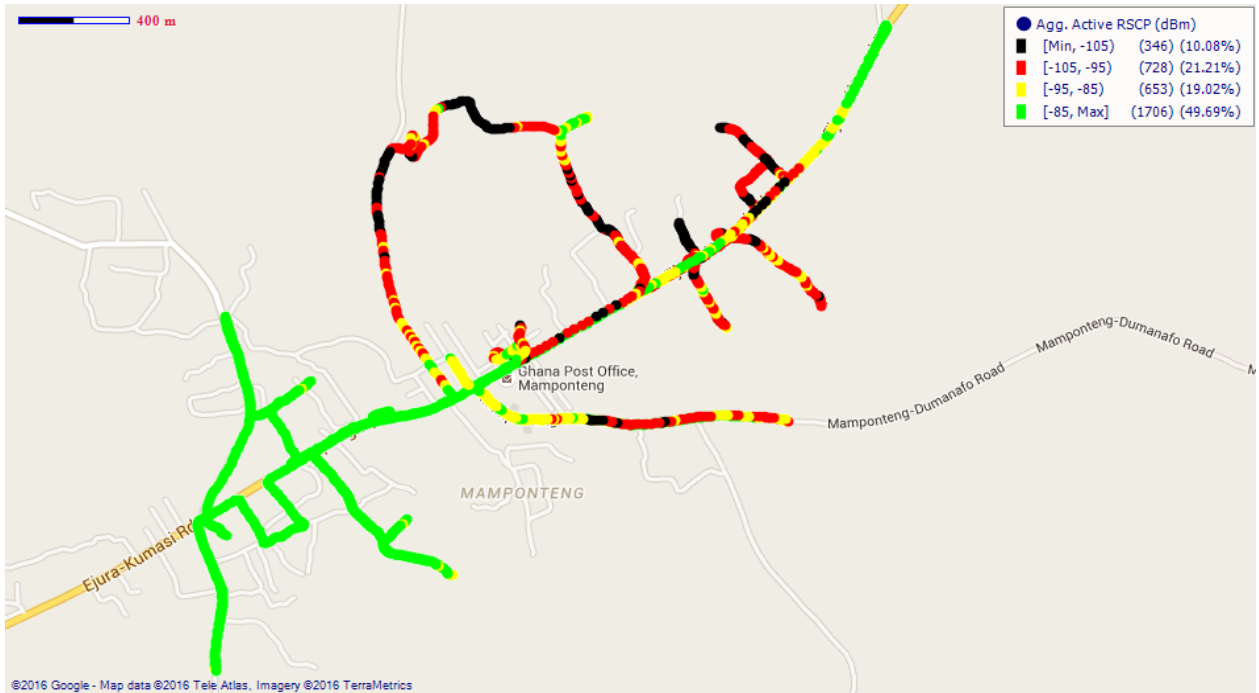 400 m
Agg. Active RSCP (dBm)
[Min, -105) (346) (10.08%)
[-105, -95) (728) (21.21%)
[-95, -85) (653) (19.02%)
[-85, Max] (1706) (49.69%)
Ghana Post Office,
Mamponteng
Mamponteng-Dumanafo Road
Mamponteng-Dumanafo Road
M
MAMPONTENG
Ejura-Kumasi Rd
©2016 Google - Map data ©2016 Tele Atlas, Imagery ©2016 TerraMetrics